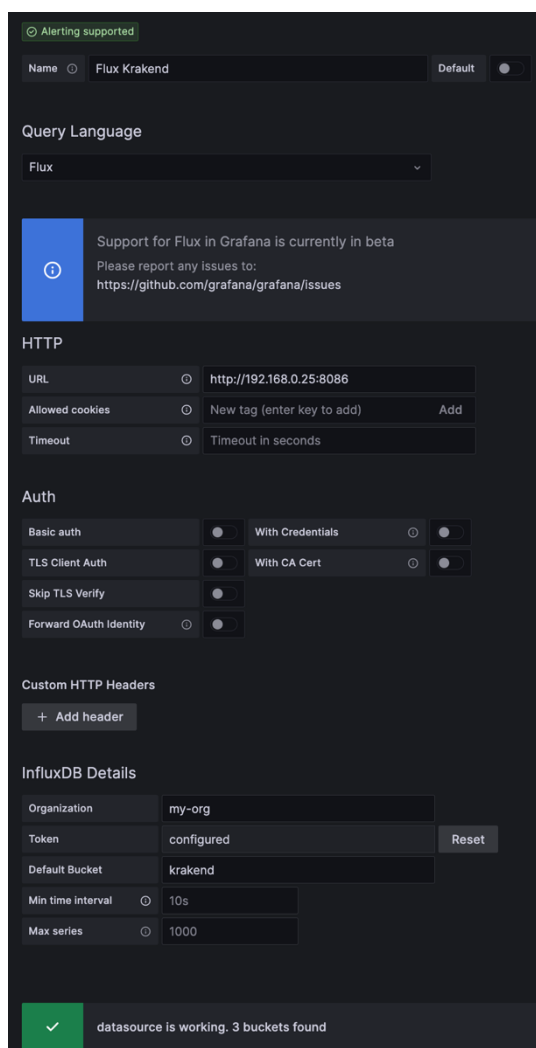 Alerting supported
Name Flux Krakend Default
Query Language
Flux
Support for Flux in Grafana is currently in beta
Please report any issues to:
https://github.com/grafana/grafana/issues
HTTP
URL http://192.168.0.25:8086
Allowed cookies New tag (enter key to add) Add
Timeout Timeout in seconds
Auth
Basic auth With Credentials
TLS Client Auth With CA Cert
Skip TLS Verify
Forward OAuth Identity
Custom HTTP Headers
+ Add header
InfluxDB Details
Organization my-org
Token configured Reset
Default Bucket krakend
Min time interval 10s
Max series 1000
datasource is working. 3 buckets found